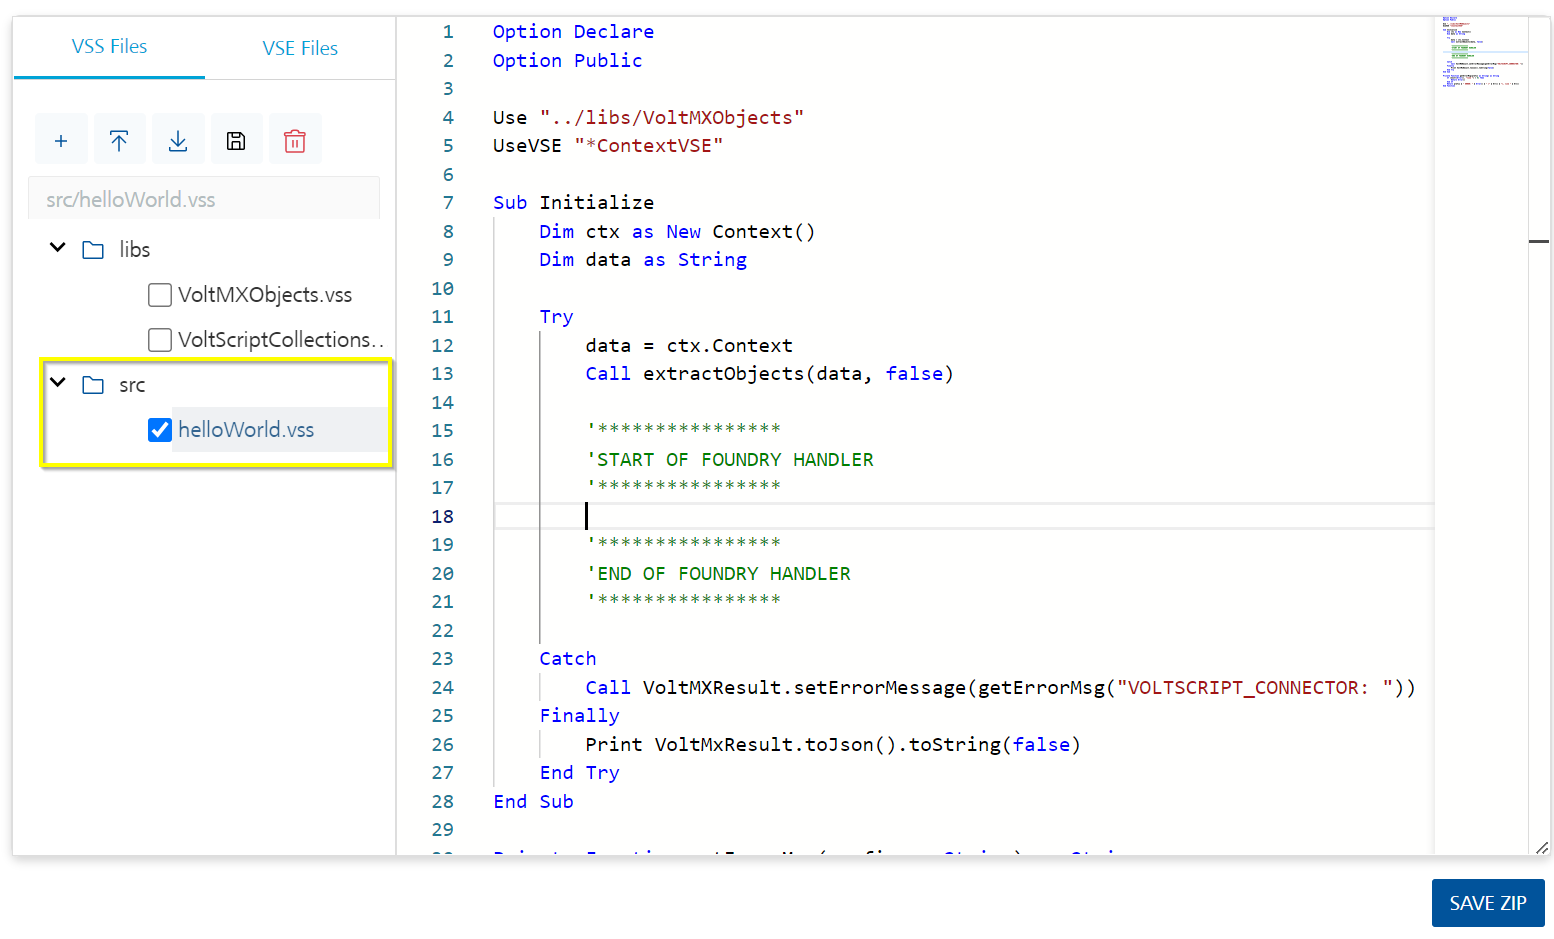 VSS Files
VSE Files
src/helloWorld.vss
libs
VoltMXObjects.vss
VoltScriptCollections..
src
helloWorld.vss
1 Option Declare
2 Option Public
3
4 Use "../libs/VoltMXObjects"
5 UseVSE "*ContextVSE"
6
7 Sub Initialize
8 Dim ctx as New Context()
9 Dim data as String
10
11 Try
12 data = ctx.Context
13 Call extractObjects(data, false)
14
15 '****************
16 'START OF FOUNDRY HANDLER
17 '****************
18
19 '****************
20 'END OF FOUNDRY HANDLER
21 '****************
22
23 Catch
24 Call VoltMXResult.setErrorMessage(getErrorMsg("VOLTSCRIPT_CONNECTOR: "))
25 Finally
26 Print VoltMxResult.toJson().toString(false)
27 End Try
28 End Sub
29
SAVE ZIP